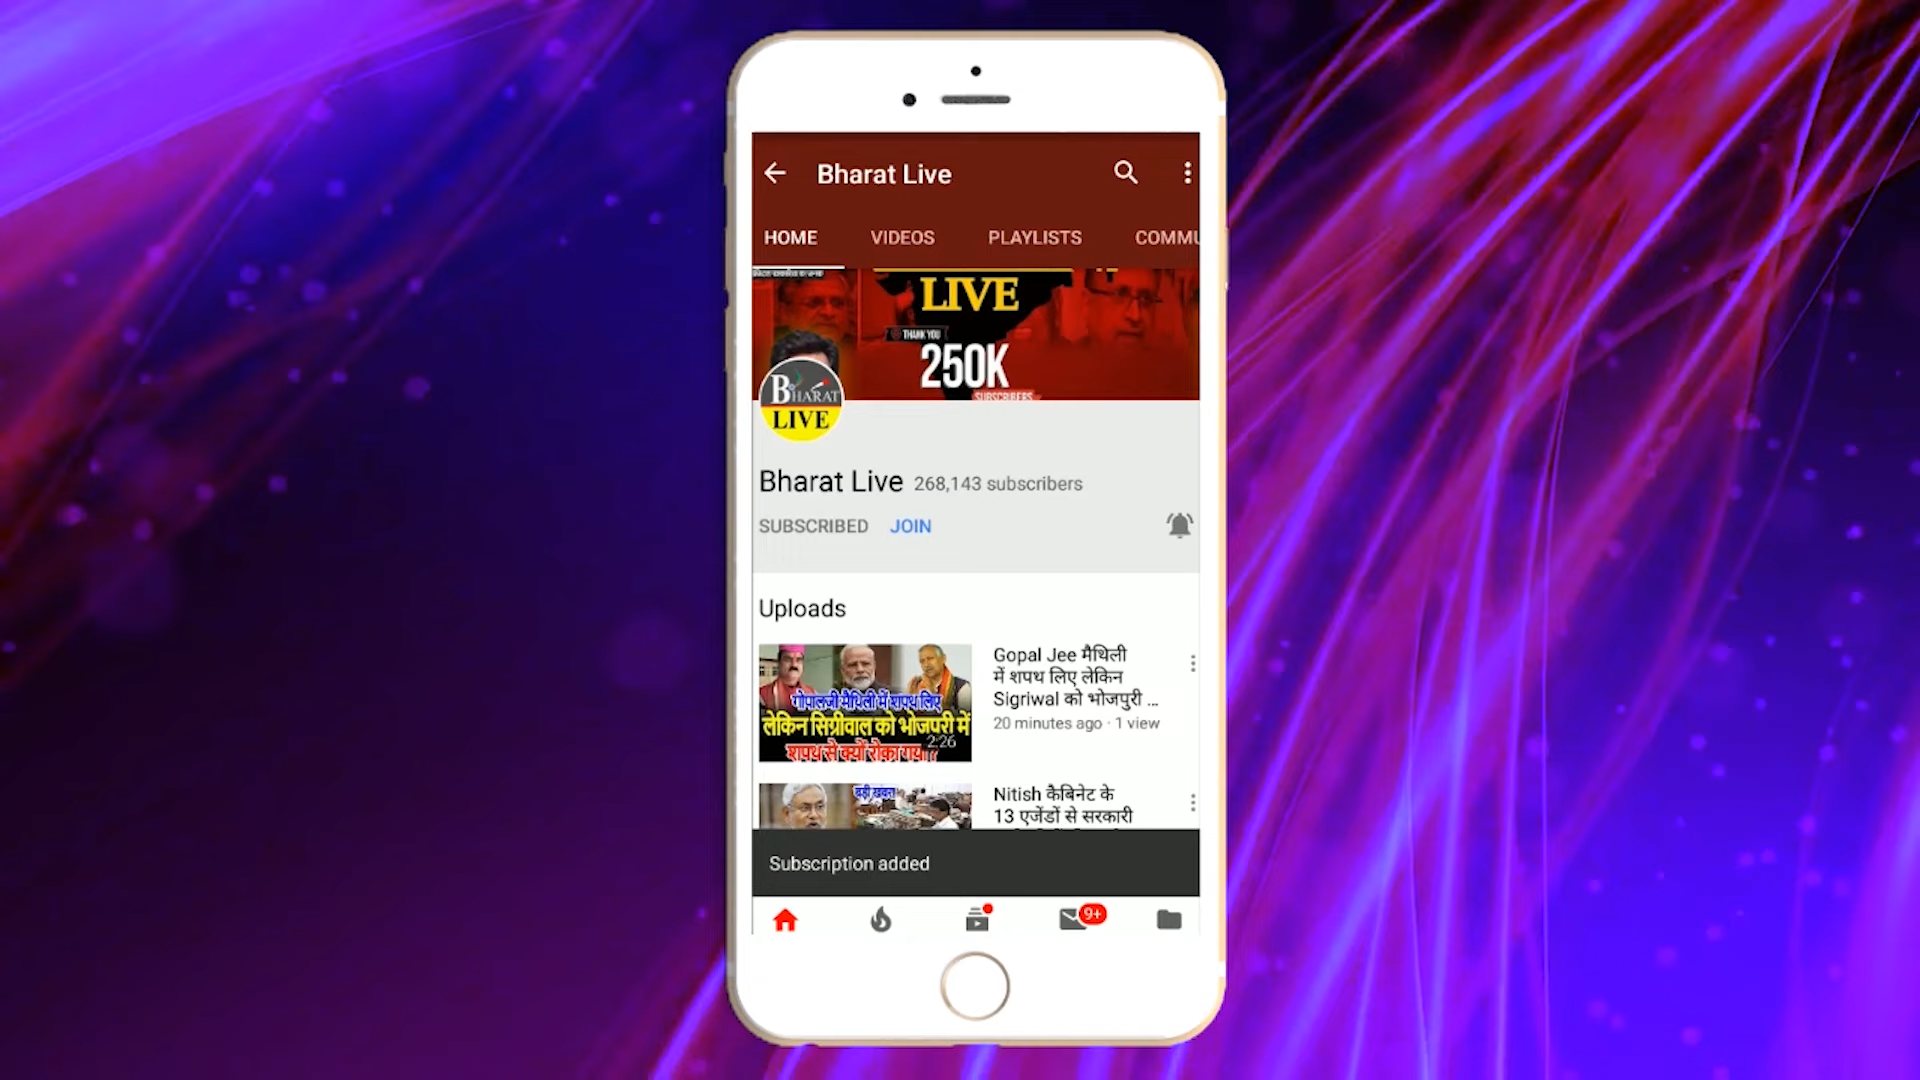 Bharat Live
HOME VIDEOS PLAYLISTS COMMU
LIVE
THANK YOU
250K
SUBSCRIBERS
BHARAT
LIVE
Bharat Live 268,143 subscribers
SUBSCRIBED JOIN
Uploads
गोपालजी मैथिली में शपथ लिए
लेकिन सिग्रीवाल को भोजपुरी में
शपथ से क्यों रोका गया
2:26
Gopal Jee मैथिली
में शपथ लिए लेकिन
Sigriwal को भोजपुरी ...
20 minutes ago · 1 view
बड़ी खबर
Nitish कैबिनेट के
13 एजेंडों से सरकारी
Subscription added
9+